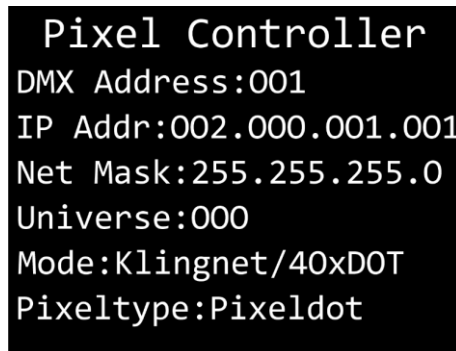 Pixel Controller
DMX Address:001
IP Addr:002.000.001.001
Net Mask:255.255.255.0
Universe:000
Mode:Klingnet/40xDOT
Pixeltype:Pixeldot